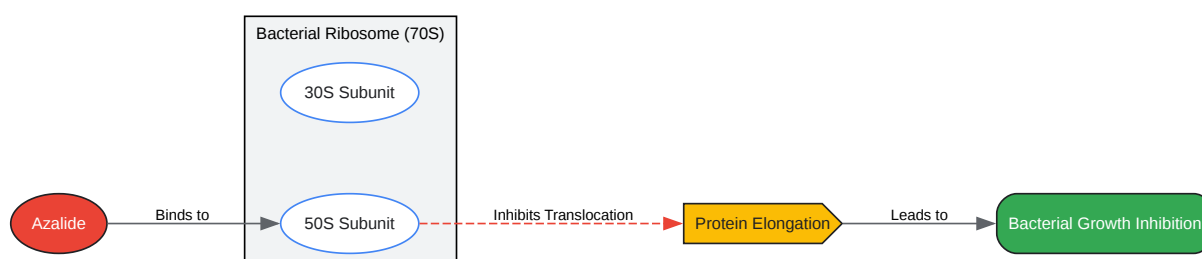 Bacterial Ribosome (70S)
30S Subunit
Azalide
Binds to
50S Subunit
Inhibits Translocation
Protein Elongation
Leads to
Bacterial Growth Inhibition